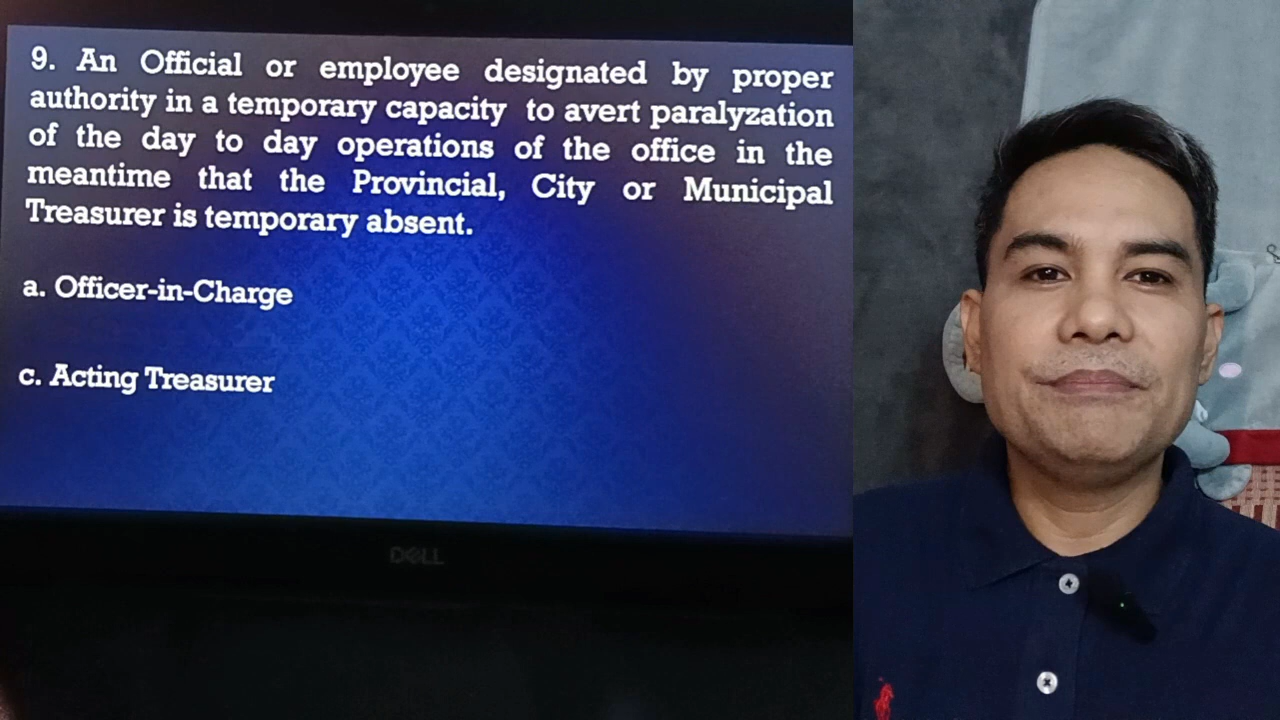 9. An Official or employee designated by proper
authority in a temporary capacity to avert paralyzation
of the day to day operations of the office in the
meantime that the Provincial, City or Municipal
Treasurer is temporary absent.
a. Officer-in-Charge
c. Acting Treasurer
DELL